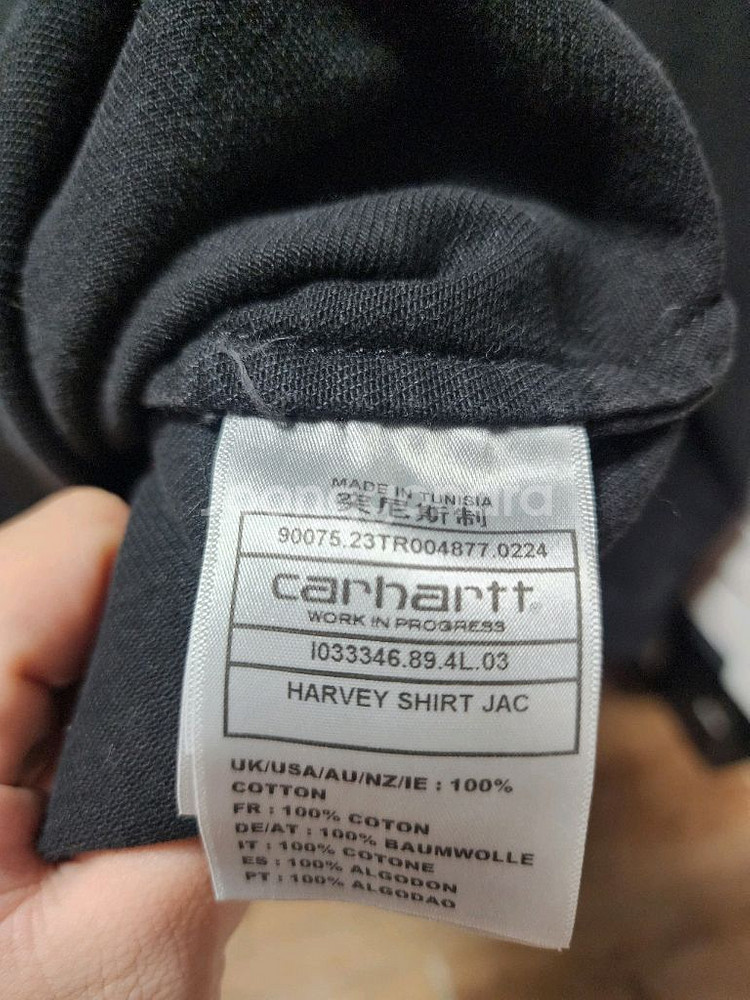 MADE IN TUNISIA
突尼斯制
90075.23TR004877.0224
carhartt
WORK IN PROGRESS
I033346.89.4L.03
HARVEY SHIRT JAC
UK/USA/AU/NZ/IE : 100%
COTTON
FR : 100% COTON
DE/AT : 100% BAUMWOLLE
IT : 100% COTONE
ES : 100% ALGODON
PT : 100% ALGODAO